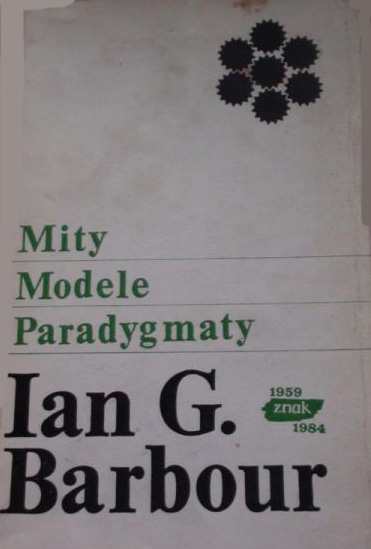 Mity
Modele
Paradygmaty
Ian G.
Barbour
1959
znak
1984